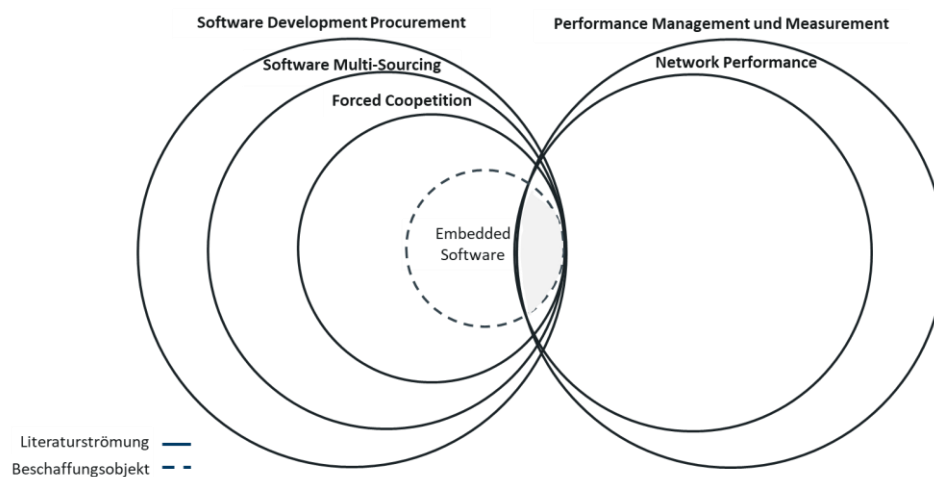 Software Development Procurement
Performance Management und Measurement
Software Multi-Sourcing
Network Performance
Forced Coopetition
Embedded
Software
Literaturströmung
Beschaffungsobjekt